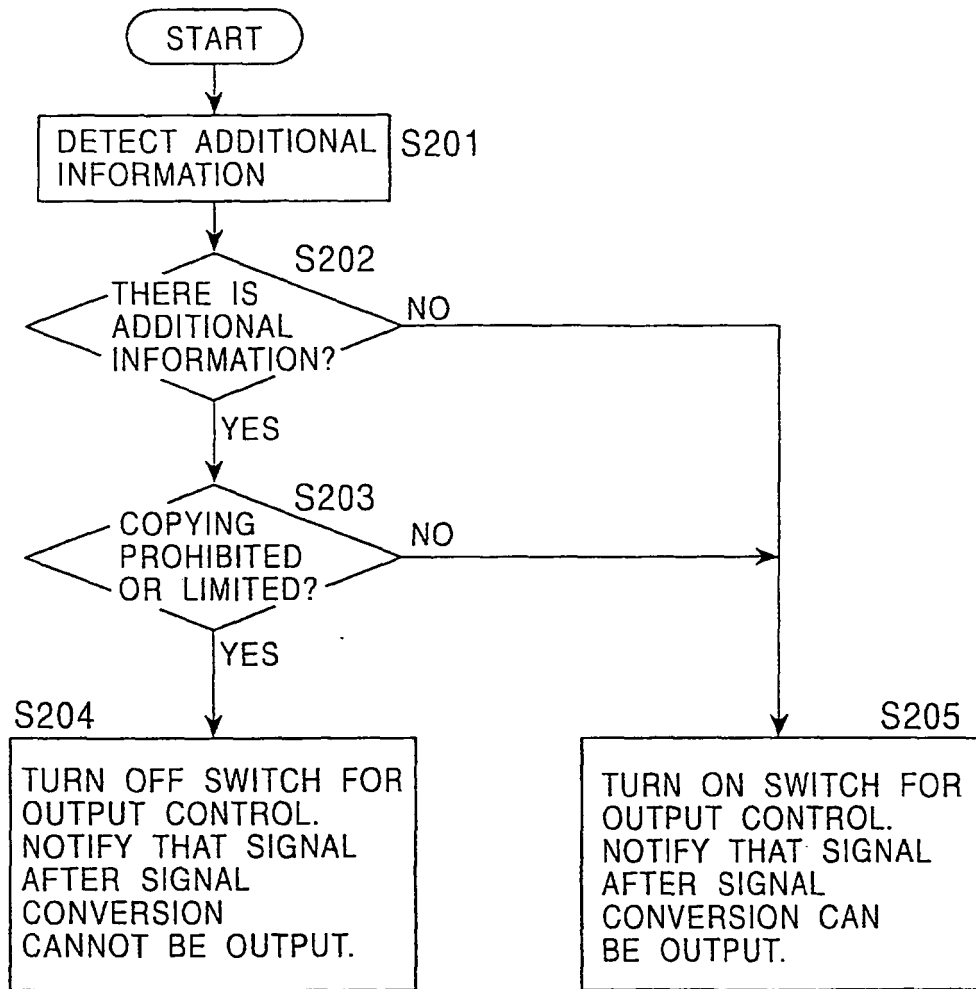 START
DETECT ADDITIONAL
INFORMATION
S201
S202
THERE IS
ADDITIONAL
INFORMATION?
NO
YES
S203
COPYING
PROHIBITED
OR LIMITED?
NO
YES
S204
TURN OFF SWITCH FOR
OUTPUT CONTROL.
NOTIFY THAT SIGNAL
AFTER SIGNAL
CONVERSION
CANNOT BE OUTPUT.
S205
TURN ON SWITCH FOR
OUTPUT CONTROL.
NOTIFY THAT SIGNAL
AFTER SIGNAL
CONVERSION CAN
BE OUTPUT.